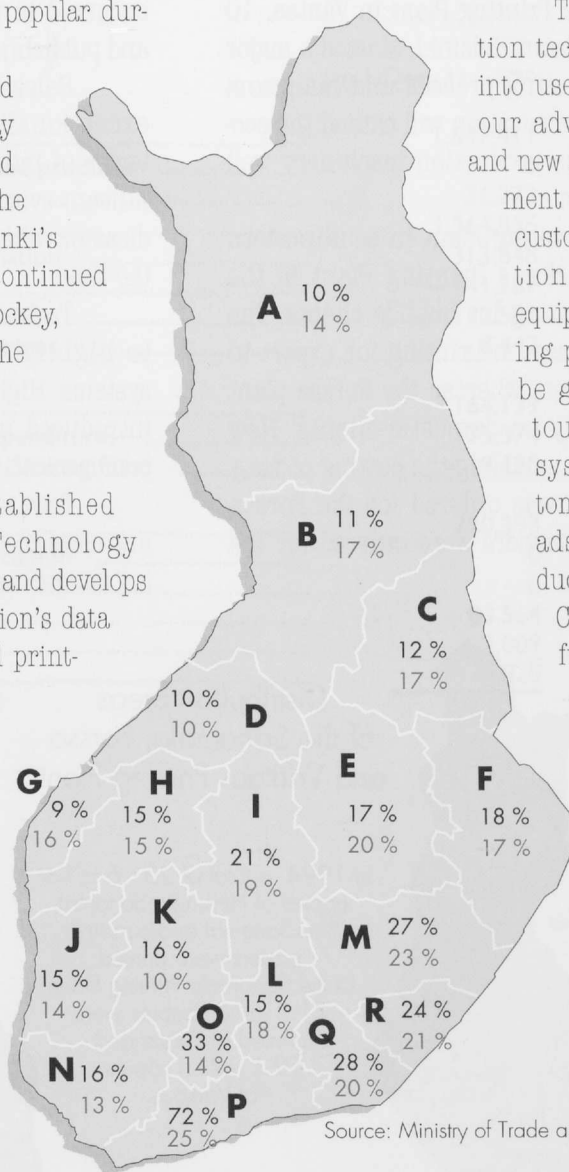 popular dur-
d
y
d
he
nki's
ontinued
ockey,
he
ablished
echnology
and develops
ion's data
l print-
T
tion tec
into use
our adv
and new
ment
custo
tion
equip
ing p
be g
tou
sys
ton
ads
duc
C
f
A 10 %
14 %
B 11 %
17 %
C
12 %
17 %
D 10 %
10 %
E
17 %
20 %
F
18 %
17 %
G
9 %
16 %
H
15 %
15 %
I
21 %
19 %
J
15 %
14 %
K
16 %
10 %
L
15 %
18 %
M 27 %
23 %
N 16 %
13 %
O
33 %
14 %
P 72 %
25 %
Q
28 %
20 %
R 24 %
21 %
Source: Ministry of Trade a